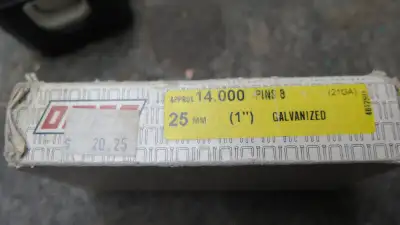 APPROX 14.000 PINS B (21GA)
25 MM (1") GALVANIZED
$ 20.25